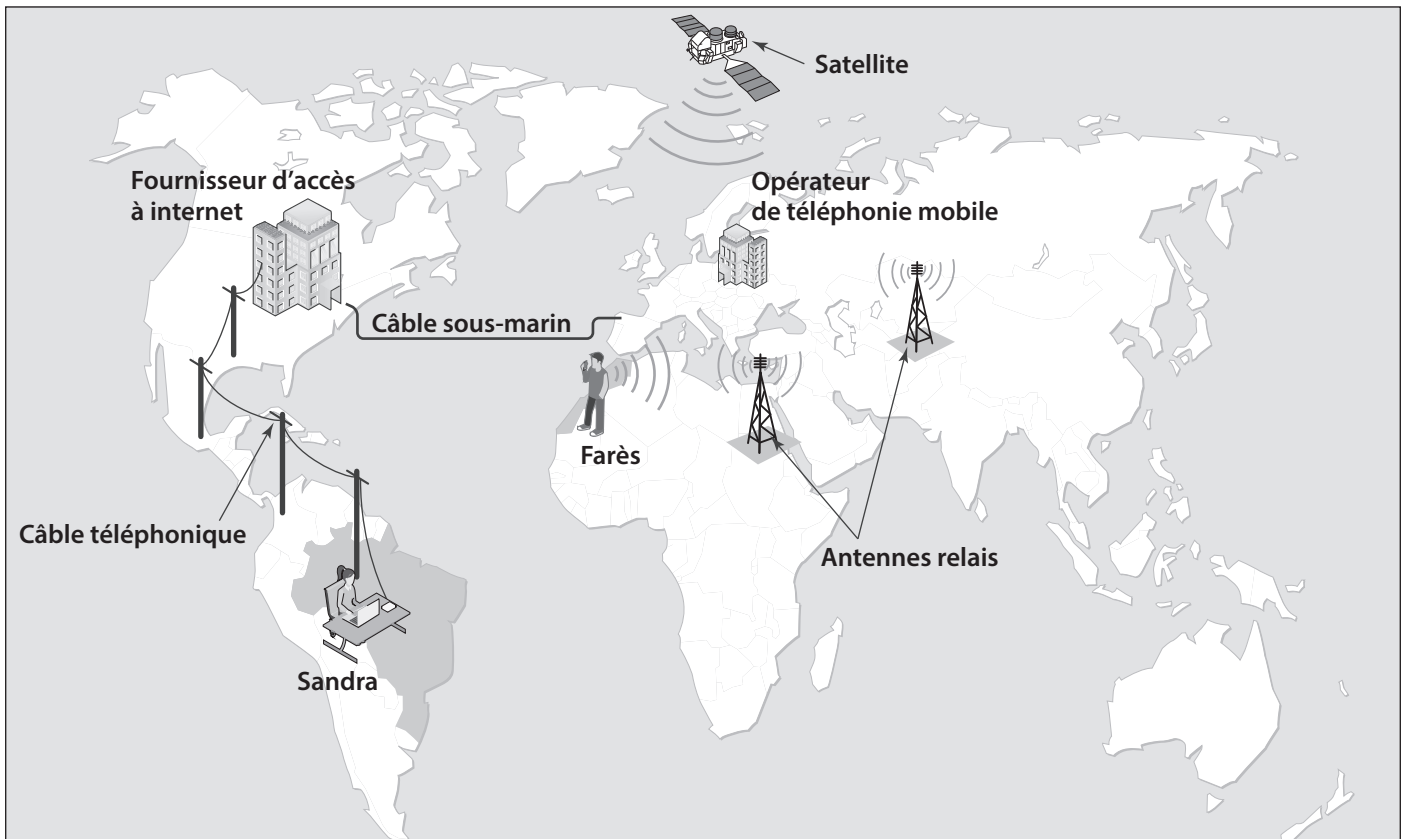 Satellite
Fournisseur d'accès
à internet
Opérateur
de téléphonie mobile
Câble sous-marin
Farès
Câble téléphonique
Antennes relais
Sandra